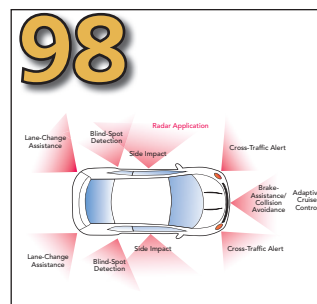 98
Radar Application
Lane-Change
Assistance
Blind-Spot
Detection
Side Impact
Cross-Traffic Alert
Brake-
Assistance/
Collision
Avoidance
Adaptive
Cruise
Control
Lane-Change
Assistance
Blind-Spot
Detection
Side Impact
Cross-Traffic Alert